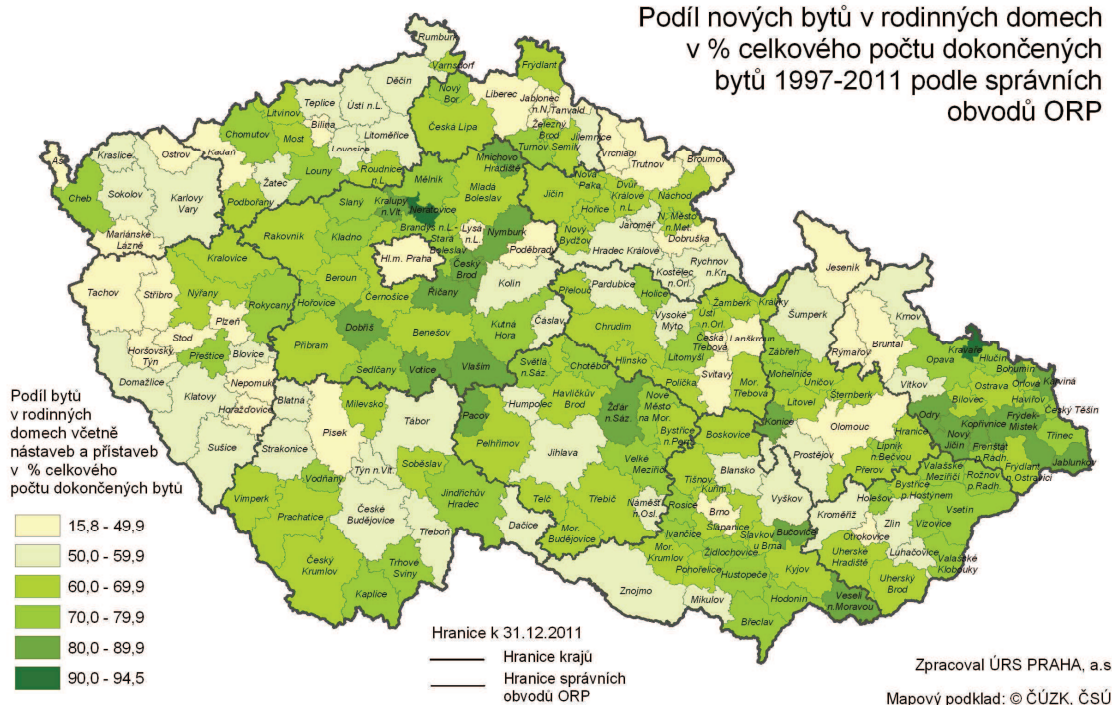 Podíl nových bytů v rodinných domech
v % celkového počtu dokončených
bytů 1997-2011 podle správních
obvodů ORP
Rumburk
Varnsdorf
Děčín
Frýdlant
Ústí n.L.
Teplice
Nový
Bor
Liberec
Jablonec
n.N.
Tanvald
Litvínov
Bílina
Litoměřice
Česká Lipa
Železný
Brod
Jilemnice
Chomutov
Most
Lovosice
Turnov
Semily
Vrchlabí
Trutnov
Broumov
Kraslice
Ostrov
Kadaň
Louny
Roudnice
n.L.
Mnichovo
Hradiště
Aš
Sokolov
Karlovy
Vary
Žatec
Mělník
Mladá
Boleslav
Jičín
Nová
Paka
Dvůr
Králové
n.L.
Náchod
Cheb
Podbořany
Slaný
Kralupy
n.Vlt.
Neratovice
Hořice
N. Město
n.Met.
Mariánské
Lázně
Rakovník
Kladno
Brandýs n.L.-
Stará
Boleslav
Lysá
n.L.
Nymburk
Nový
Bydžov
Jaroměř
Dobruška
Kralovice
Hl.m. Praha
Český
Brod
Poděbrady
Hradec Králové
Rychnov
n.Kn.
Tachov
Stříbro
Beroun
Říčany
Kolín
Kostelec
n.Orl.
Jeseník
Nýřany
Rokycany
Hořovice
Černošice
Přelouč
Pardubice
Holice
Žamberk
Králíky
Plzeň
Dobříš
Benešov
Kutná
Hora
Čáslav
Chrudim
Vysoké
Mýto
Ústí
n.Orl.
Šumperk
Krnov
Horšovský
Týn
Stod
Přeštice
Blovice
Příbram
Česká
Třebová
Lanškroun
Rýmařov
Bruntál
Sedlčany
Votice
Vlašim
Světlá
n.Sáz.
Chotěboř
Hlinsko
Litomyšl
Zábřeh
Opava
Kravaře
Hlučín
Bohumín
Domažlice
Klatovy
Nepomuk
Svitavy
Mohelnice
Vítkov
Ostrava
Orlová
Karviná
Horažďovice
Blatná
Milevsko
Tábor
Pacov
Humpolec
Havlíčkův
Brod
Žďár
n.Sáz.
Nové
Město
na Mor.
Polička
Mor.
Třebová
Uničov
Šternberk
Bílovec
Havířov
Český Těšín
Sušice
Strakonice
Písek
Pelhřimov
Jihlava
Bystřice
n.Pern.
Boskovice
Konice
Litovel
Olomouc
Odry
Kopřivnice
Frýdek-
Místek
Hranice
Nový
Jičín
Třinec
Týn n.Vlt.
Soběslav
Velké
Meziříčí
Blansko
Prostějov
Lipník
n.Bečvou
Frenštát
p.Radh.
Jablunkov
Vodňany
Jindřichův
Hradec
Tišnov
Přerov
Valašské
Meziříčí
Frýdlant
n.Ostravicí
Vimperk
České
Budějovice
Telč
Třebíč
Náměšť
n.Osl.
Rosice
Kuřim
Vyškov
Bystřice
p.Hostýnem
Rožnov
p.Radh.
Prachatice
Třeboň
Dačice
Brno
Kroměříž
Holešov
Vsetín
Mor.
Budějovice
Ivančice
Šlapanice
Slavkov
u Brna
Bučovice
Otrokovice
Zlín
Vizovice
Český
Krumlov
Trhové
Sviny
Mor.
Krumlov
Židlochovice
Luhačovice
Valašské
Klobouky
Kaplice
Pohořelice
Hustopeče
Kyjov
Uherské
Hradiště
Uherský
Brod
Znojmo
Mikulov
Hodonín
Veselí
n.Moravou
Břeclav
Podíl bytů
v rodinných
domech včetně
nástaveb a přístaveb
v % celkového
počtu dokončených bytů
15,8 - 49,9
50,0 - 59,9
60,0 - 69,9
70,0 - 79,9
80,0 - 89,9
90,0 - 94,5
Hranice k 31.12.2011
Hranice krajů
Hranice správních
obvodů ORP
Zpracoval ÚRS PRAHA, a.s
Mapový podklad: © ČÚZK, ČSÚ